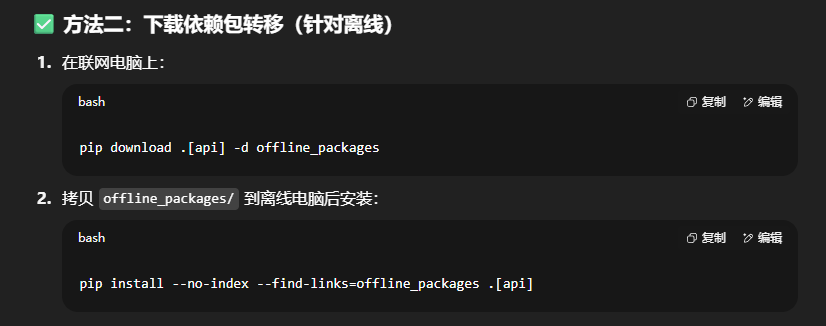 ✅ 方法二：下载依赖包转移（针对离线）
1. 在联网电脑上：
bash 复制 编辑
pip download .[api] -d offline_packages
2. 拷贝 offline_packages/ 到离线电脑后安装：
bash 复制 编辑
pip install --no-index --find-links=offline_packages .[api]